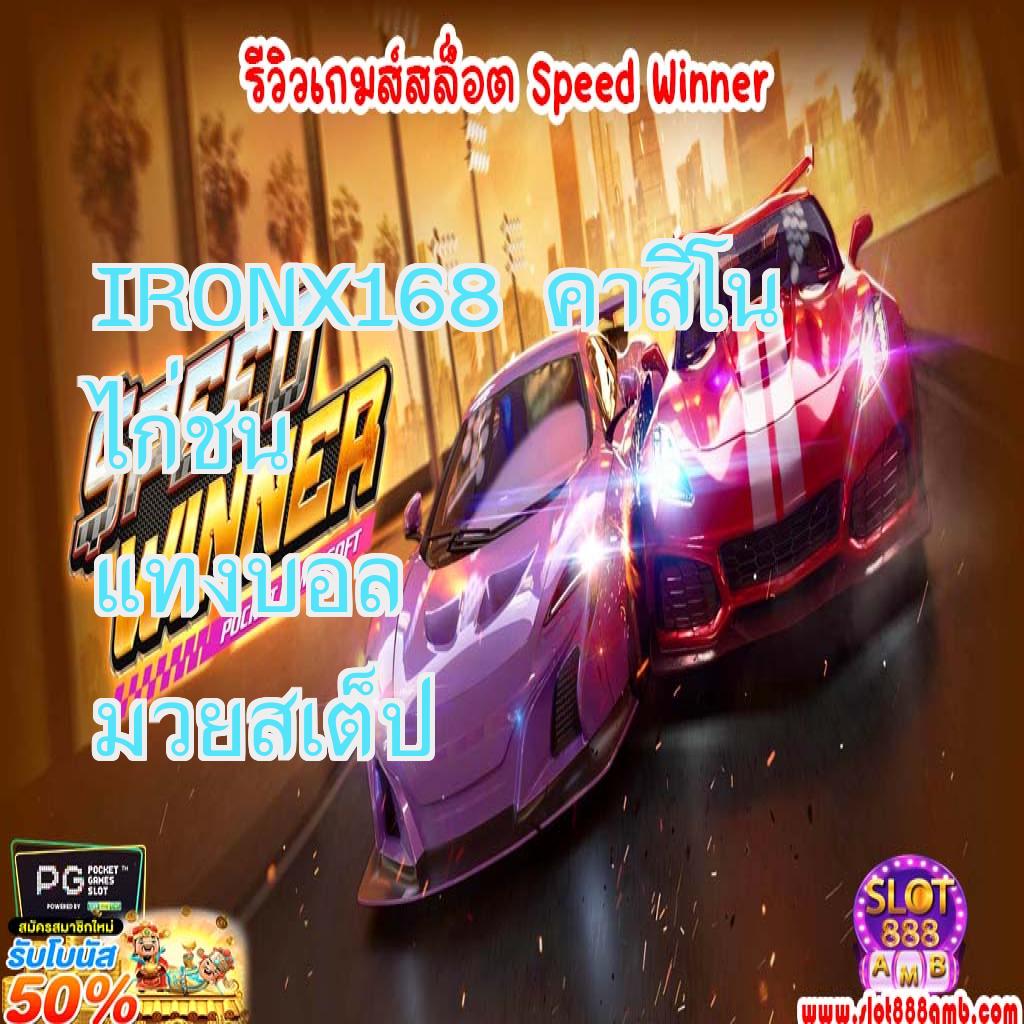 รีวิวเกมส์สล็อต Speed Winner
IRONX168 คาสิโน
SPEED
ไก่ชน
WINNER
แทงบอล
มวยสเต็ป
PG POCKET GAMES SLOT™
POWERED BY
สมัครสมาชิกใหม่
รับโบนัส
50%
SLOT
888
AMB
www.slot888amb.com